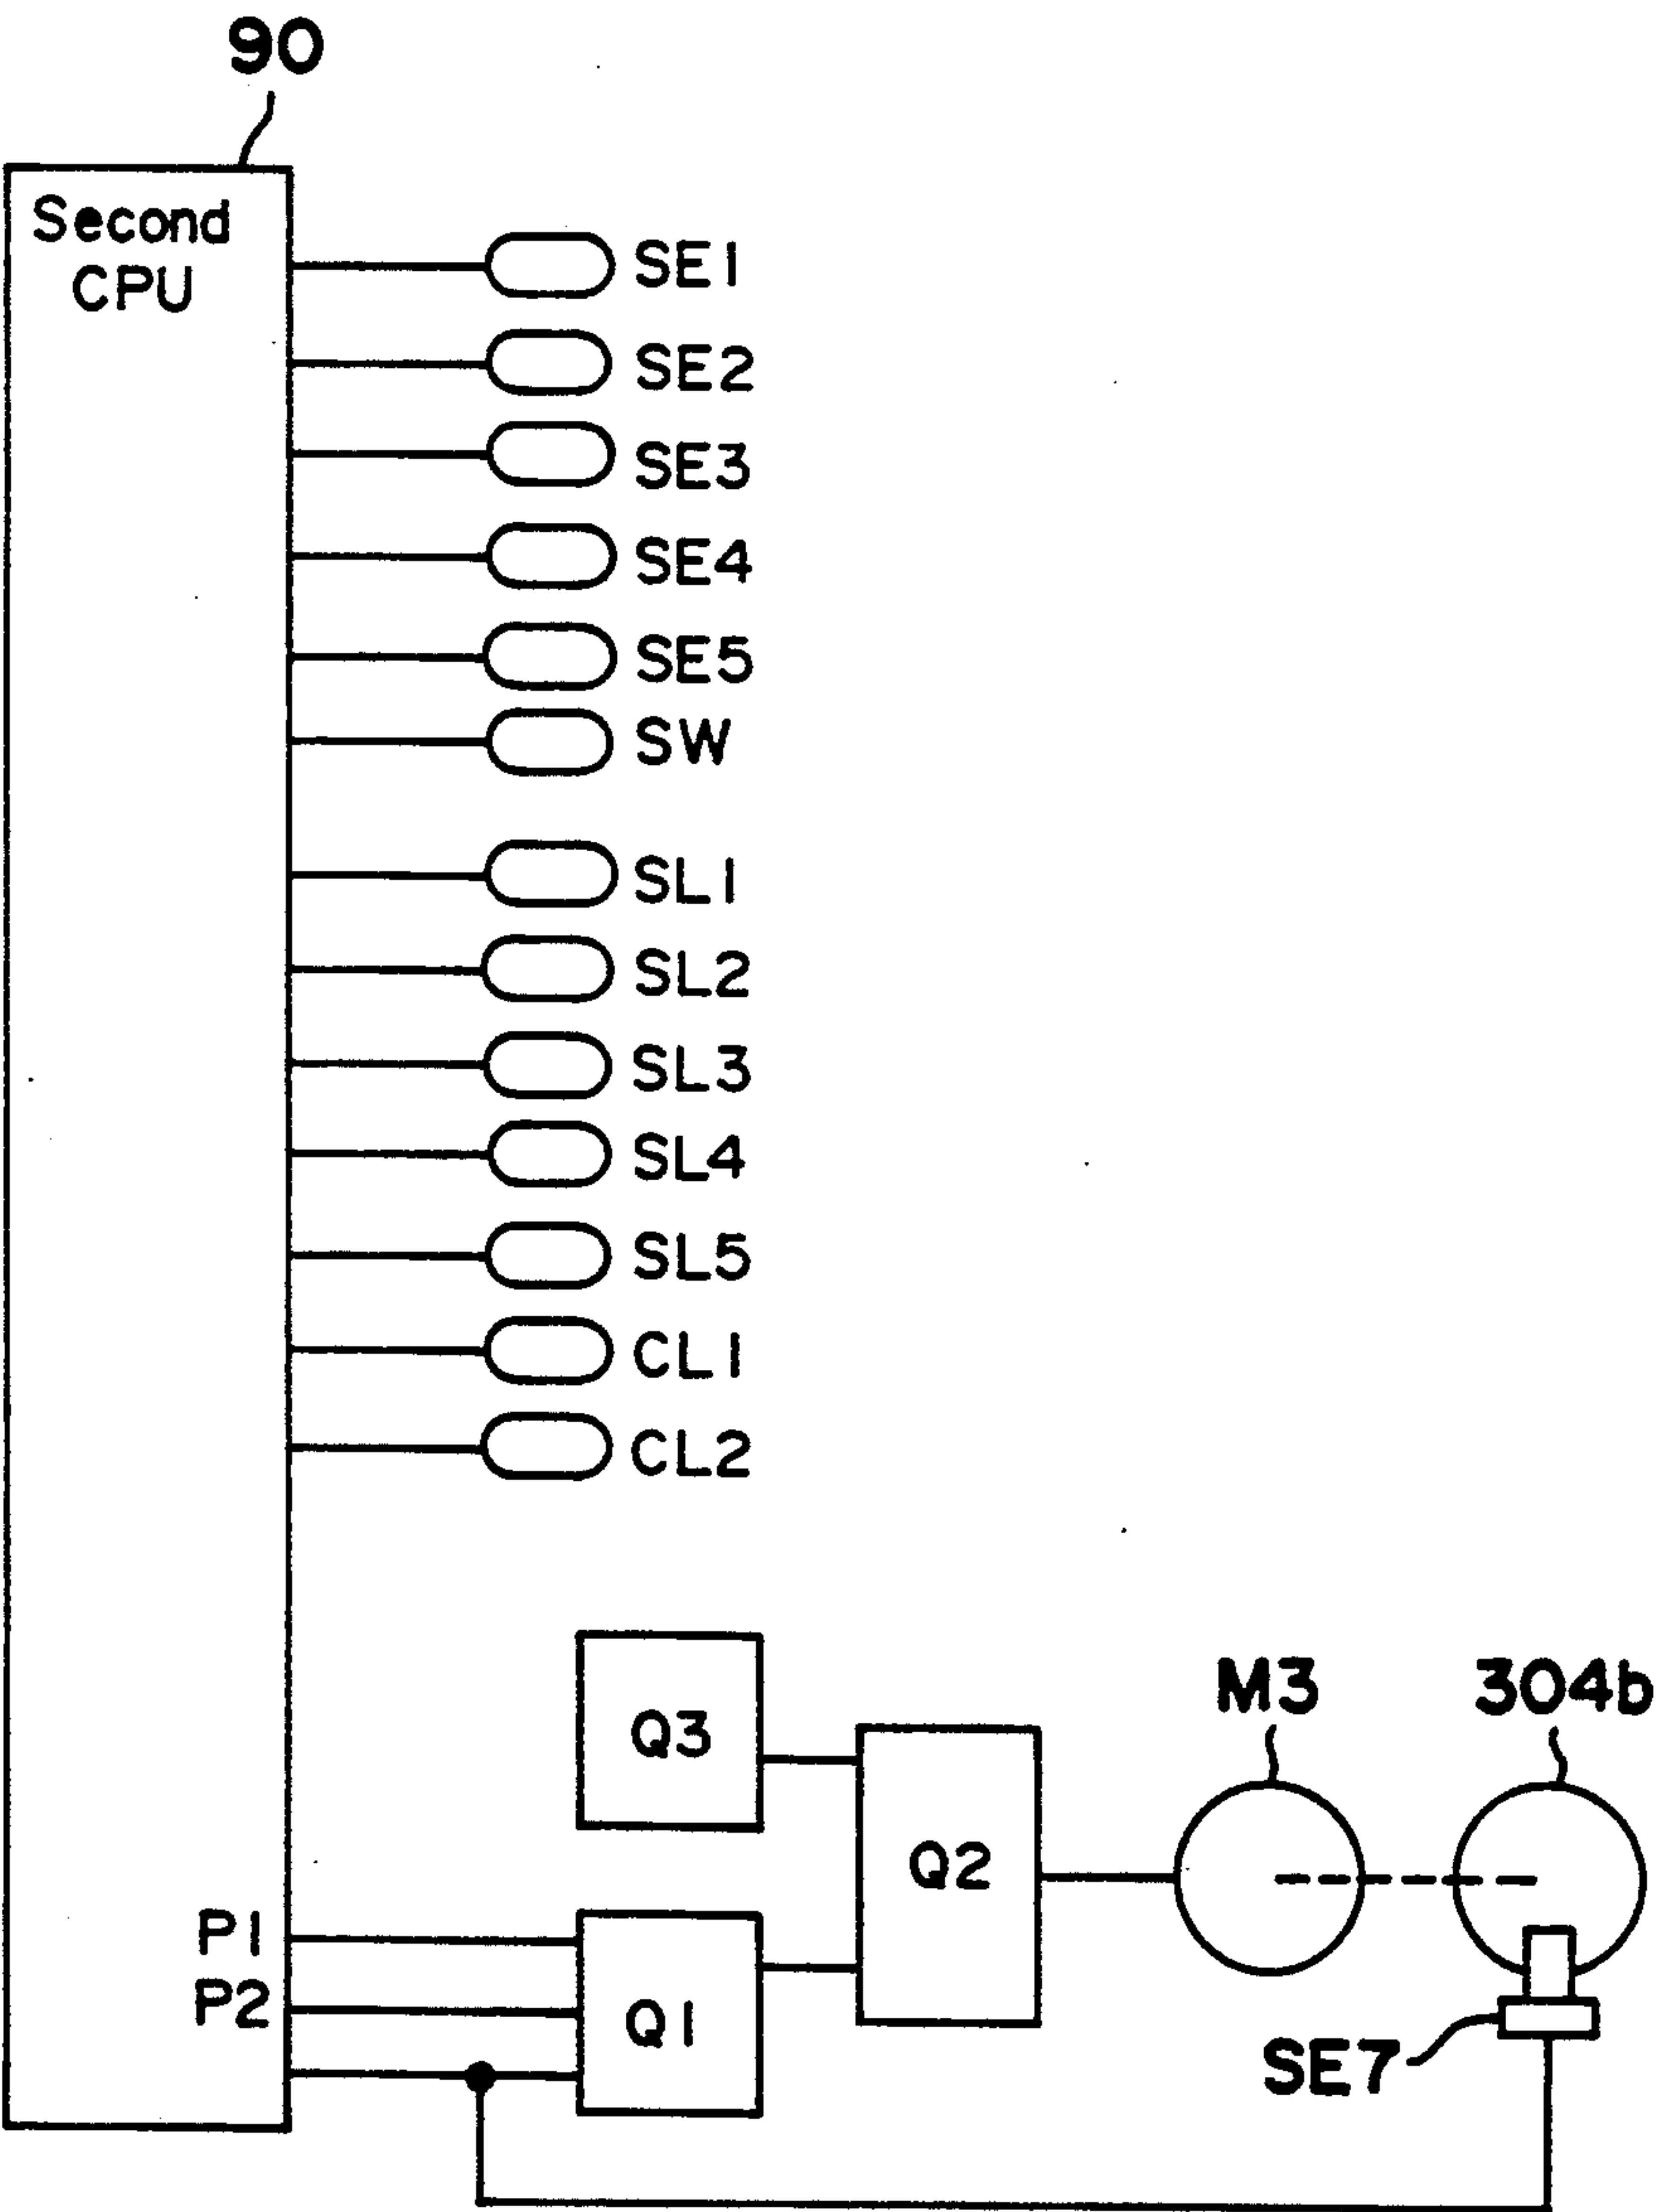 90
Second
CPU
SE1
SE2
SE3
SE4
SE5
SW
SL1
SL2
SL3
SL4
SL5
CL1
CL2
M3
304b
Q3
Q2
P1
P2
Q1
SE7